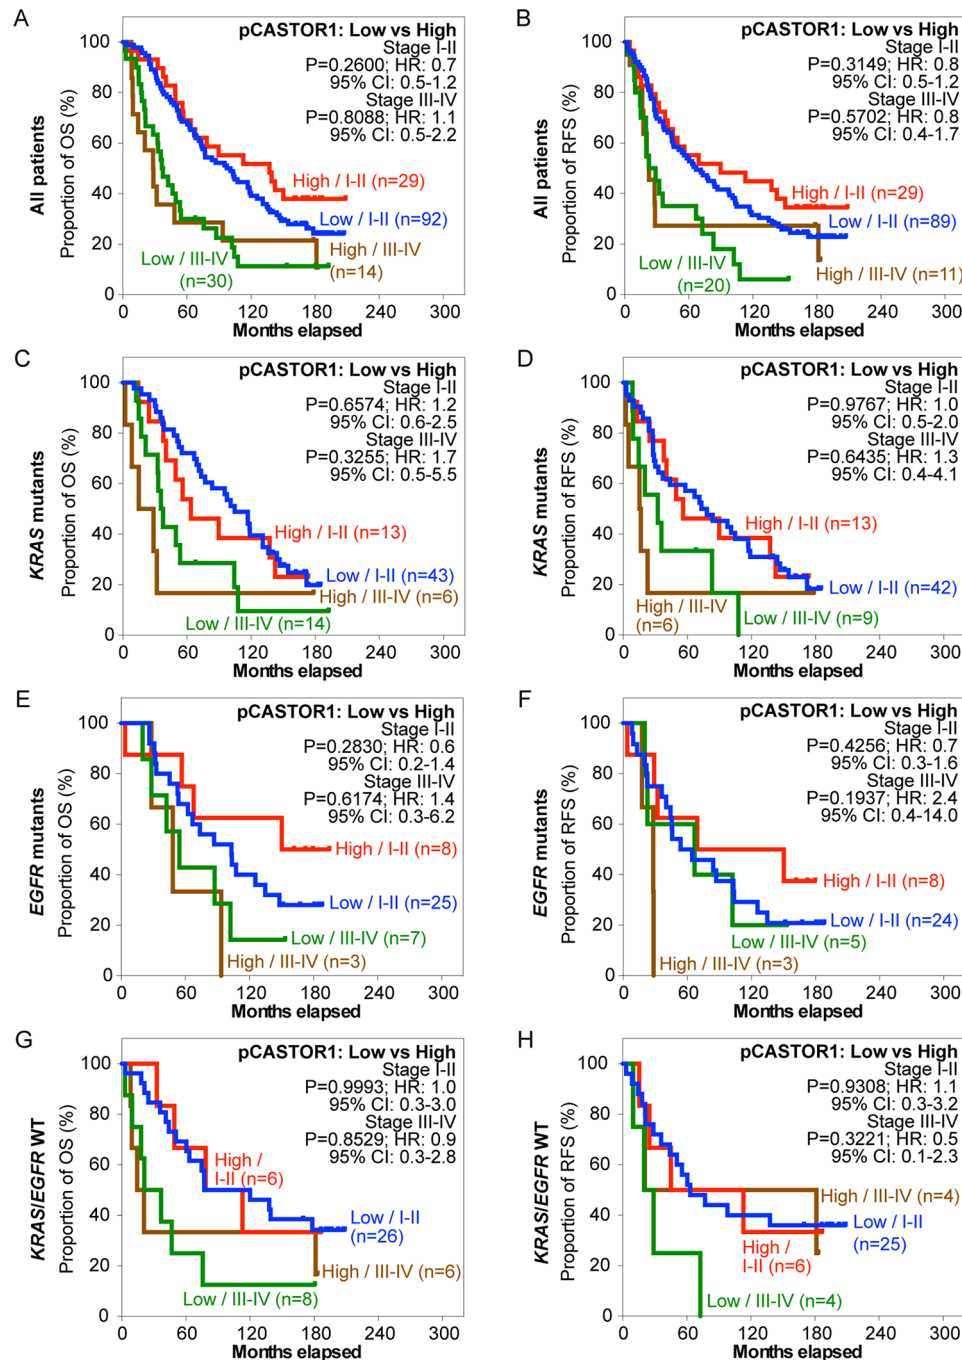 A
pCASTOR1: Low vs High
Stage I-II
P=0.2600; HR: 0.7
95% CI: 0.5-1.2
Stage III-IV
P=0.8088; HR: 1.1
95% CI: 0.5-2.2
All patients
Proportion of OS (%)
100
80
60
40
20
0
High / I-II (n=29)
Low / I-II (n=92)
High / III-IV
(n=14)
Low / III-IV
(n=30)
0 60 120 180 240 300
Months elapsed
B
pCASTOR1: Low vs High
Stage I-II
P=0.3149; HR: 0.8
95% CI: 0.5-1.2
Stage III-IV
P=0.5702; HR: 0.8
0.4-1.7
95% CI:
Proportion of RFS (%)
100
80
60
40
20
0
High / I-II (n=29)
Low / I-II (n=89)
Low / III-IV
(n=20)
High / III-IV (n=11)
0 60 120 180 240 300
Months elapsed
C
pCASTOR1: Low vs High
Stage I-II
P=0.6574; HR: 1.2
95% CI: 0.6-2.5
Stage III-IV
P=0.3255; HR: 1.7
95% CI: 0.5-5.5
KRAS mutants
Proportion of OS (%)
100
80
60
40
20
0
High / I-II (n=13)
Low / I-II (n=43)
High / III-IV (n=6)
Low / III-IV (n=14)
0 60 120 180 240 300
Months elapsed
D
pCASTOR1: Low vs High
Stage I-II
P=0.9767; HR: 1.0
95% CI: 0.5-2.0
Stage III-IV
P=0.6435; HR: 1.3
95% CI: 0.4-4.1
KRAS mutants
Proportion of RFS (%)
100
80
60
40
20
0
High / I-II (n=13)
Low / I-II (n=42)
High / III-IV
(n=6)
Low / III-IV (n=9)
0 60 120 180 240 300
Months elapsed
E
pCASTOR1: Low vs High
Stage I-II
P=0.2830; HR: 0.6
95% CI: 0.2-1.4
Stage III-IV
P=0.6174; HR: 1.4
95% CI: 0.3-6.2
EGFR mutants
Proportion of OS (%)
100
80
60
40
20
0
High / I-II (n=8)
Low / I-II (n=25)
Low / III-IV (n=7)
High / III-IV (n=3)
0 60 120 180 240 300
Months elapsed
F
pCASTOR1: Low vs High
Stage I-II
P=0.4256; HR: 0.7
95% CI: 0.3-1.6
Stage III-IV
P=0.1937; HR: 2.4
95% CI: 0.4-14.0
EGFR mutants
Proportion of RFS (%)
100
80
60
40
20
0
High / I-II (n=8)
Low / I-II (n=24)
Low / III-IV (n=5)
High / III-IV (n=3)
0 60 120 180 240 300
Months elapsed
G
pCASTOR1: Low vs High
Stage I-II
P=0.9993; HR: 1.0
95% CI: 0.3-3.0
Stage III-IV
P=0.8529; HR: 0.9
95% CI: 0.3-2.8
KRAS/EGFR WT
Proportion of OS (%)
100
80
60
40
20
0
High /
I-II (n=6)
Low / I-II
(n=26)
High / III-IV (n=6)
Low / III-IV (n=8)
0 60 120 180 240 300
Months elapsed
H
pCASTOR1: Low vs High
Stage I-II
P=0.9308; HR: 1.1
95% CI: 0.3-3.2
Stage III-IV
P=0.3221; HR: 0.5
95% CI: 0.1-2.3
KRAS/EGFR WT
Proportion of RFS (%)
100
80
60
40
20
0
High / III-IV (n=4)
Low / I-II
(n=25)
High /
I-II (n=6)
Low / III-IV (n=4)
0 60 120 180 240 300
Months elapsed